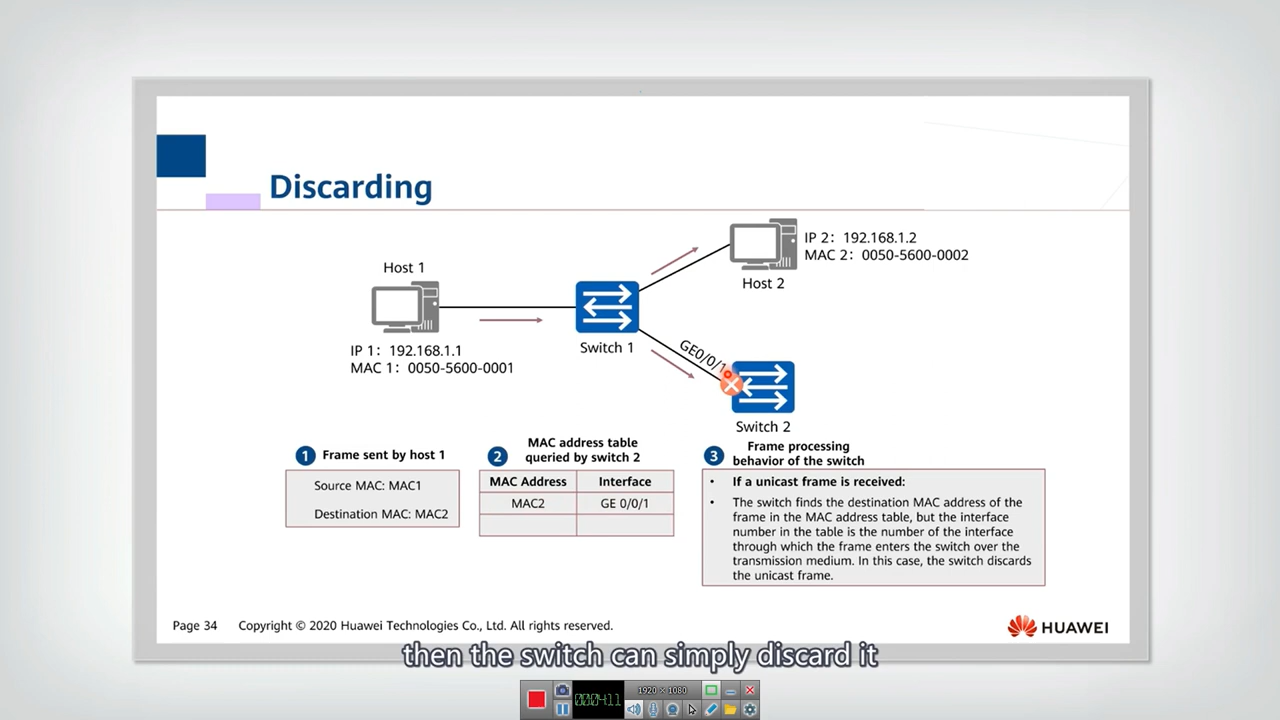 Discarding
IP 2: 192.168.1.2
MAC 2: 0050-5600-0002
Host 2
Host 1
IP 1: 192.168.1.1
MAC 1: 0050-5600-0001
Switch 1
GE0/0/1
Switch 2
1 Frame sent by host 1
Source MAC: MAC1
Destination MAC: MAC2
2 MAC address table
queried by switch 2
MAC Address Interface
MAC2 GE 0/0/1
3 Frame processing
behavior of the switch
• If a unicast frame is received:
• The switch finds the destination MAC address of the
frame in the MAC address table, but the interface
number in the table is the number of the interface
through which the frame enters the switch over the
transmission medium. In this case, the switch discards
the unicast frame.
Page 34 Copyright © 2020 Huawei Technologies Co., Ltd. All rights reserved.
HUAWEI
then the switch can simply discard it
1920 × 1080
000:04:11